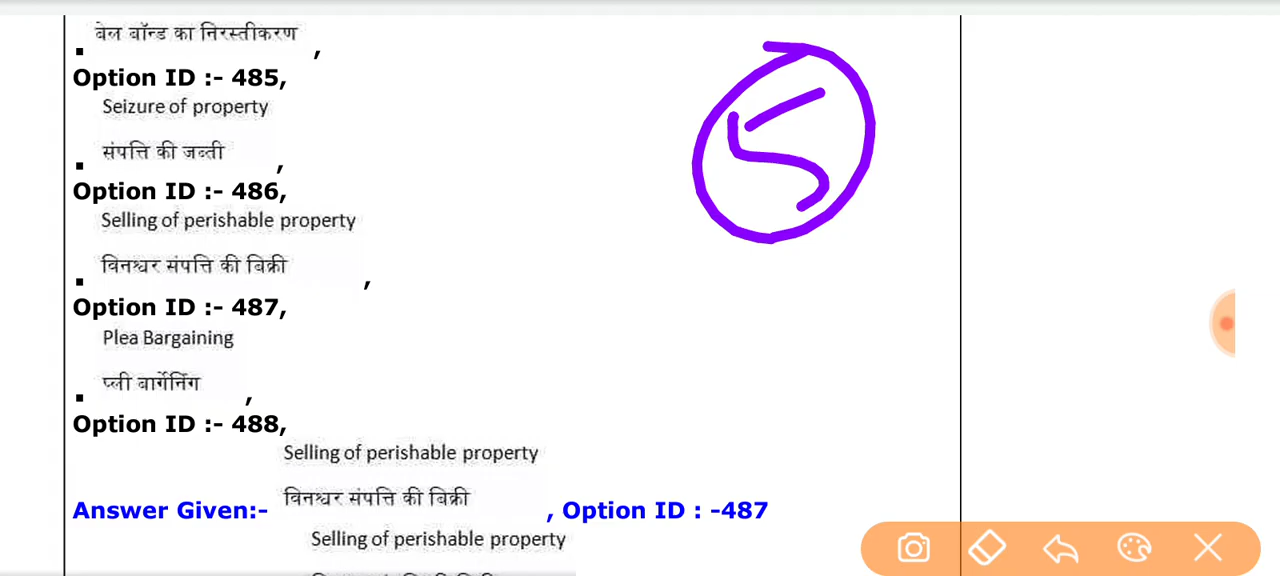 बेल बॉन्ड का निरस्तीकरण
,
Option ID :- 485,
Seizure of property
संपत्ति की जब्ती
,
Option ID :- 486,
Selling of perishable property
विनश्वर संपत्ति की बिक्री
,
Option ID :- 487,
Plea Bargaining
प्ली बार्गेनिंग
,
Option ID :- 488,
Selling of perishable property
विनश्वर संपत्ति की बिक्री
Answer Given:- , Option ID : -487
Selling of perishable property
5